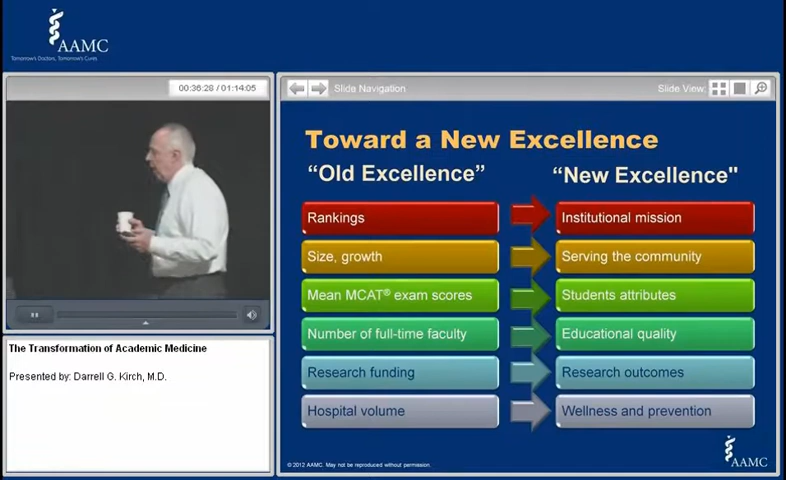 AAMC
Tomorrow's Doctors, Tomorrow's Cures
00:36:28 / 01:14:05
Slide Navigation
Slide View:
Toward a New Excellence
“Old Excellence”
“New Excellence"
Rankings
Institutional mission
Size, growth
Serving the community
Mean MCAT® exam scores
Students attributes
Number of full-time faculty
Educational quality
Research funding
Research outcomes
Hospital volume
Wellness and prevention
The Transformation of Academic Medicine
Presented by: Darrell G. Kirch, M.D.
© 2012 AAMC. May not be reproduced without permission.
AAMC